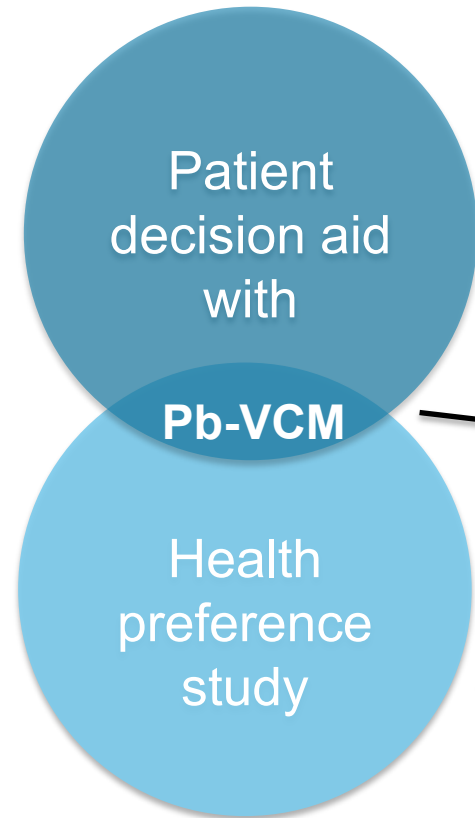 Patient
decision aid
with
Pb-VCM
Health
preference
study